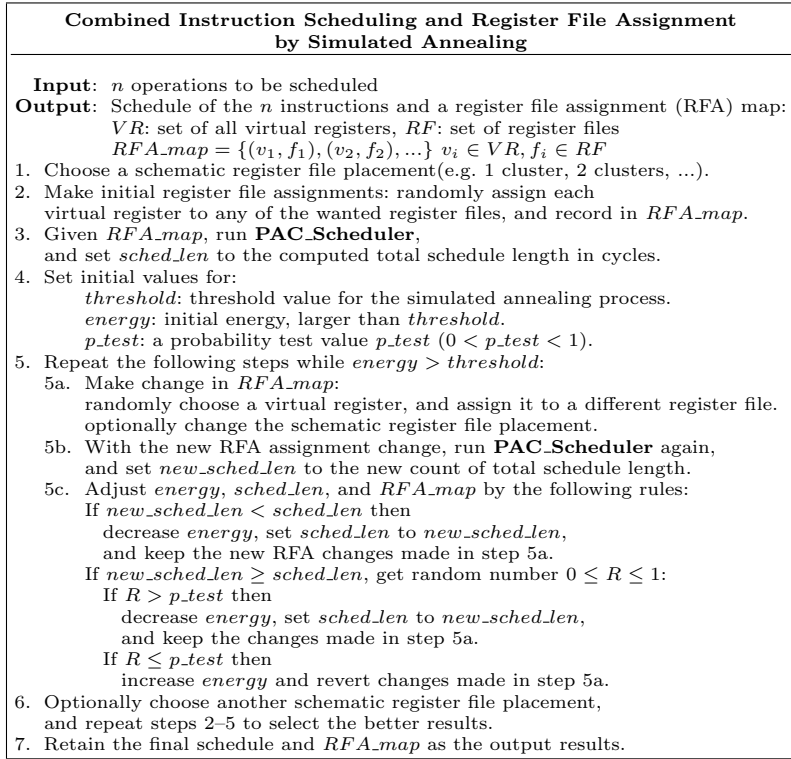 Combined Instruction Scheduling and Register File Assignment
by Simulated Annealing
Input: n operations to be scheduled
Output: Schedule of the n instructions and a register file assignment (RFA) map:
VR: set of all virtual registers, RF: set of register files
RFA_map = {(v₁, f₁), (v₂, f₂), ...} vᵢ ∈ VR, fᵢ ∈ RF
1. Choose a schematic register file placement(e.g. 1 cluster, 2 clusters, ...).
2. Make initial register file assignments: randomly assign each
virtual register to any of the wanted register files, and record in RFA_map.
3. Given RFA_map, run PAC_Scheduler,
and set sched_len to the computed total schedule length in cycles.
4. Set initial values for:
threshold: threshold value for the simulated annealing process.
energy: initial energy, larger than threshold.
p_test: a probability test value p_test (0 < p_test < 1).
5. Repeat the following steps while energy > threshold:
5a. Make change in RFA_map:
randomly choose a virtual register, and assign it to a different register file.
optionally change the schematic register file placement.
5b. With the new RFA assignment change, run PAC_Scheduler again,
and set new_sched_len to the new count of total schedule length.
5c. Adjust energy, sched_len, and RFA_map by the following rules:
If new_sched_len < sched_len then
decrease energy, set sched_len to new_sched_len,
and keep the new RFA changes made in step 5a.
If new_sched_len ≥ sched_len, get random number 0 ≤ R ≤ 1:
If R > p_test then
decrease energy, set sched_len to new_sched_len,
and keep the changes made in step 5a.
If R ≤ p_test then
increase energy and revert changes made in step 5a.
6. Optionally choose another schematic register file placement,
and repeat steps 2–5 to select the better results.
7. Retain the final schedule and RFA_map as the output results.